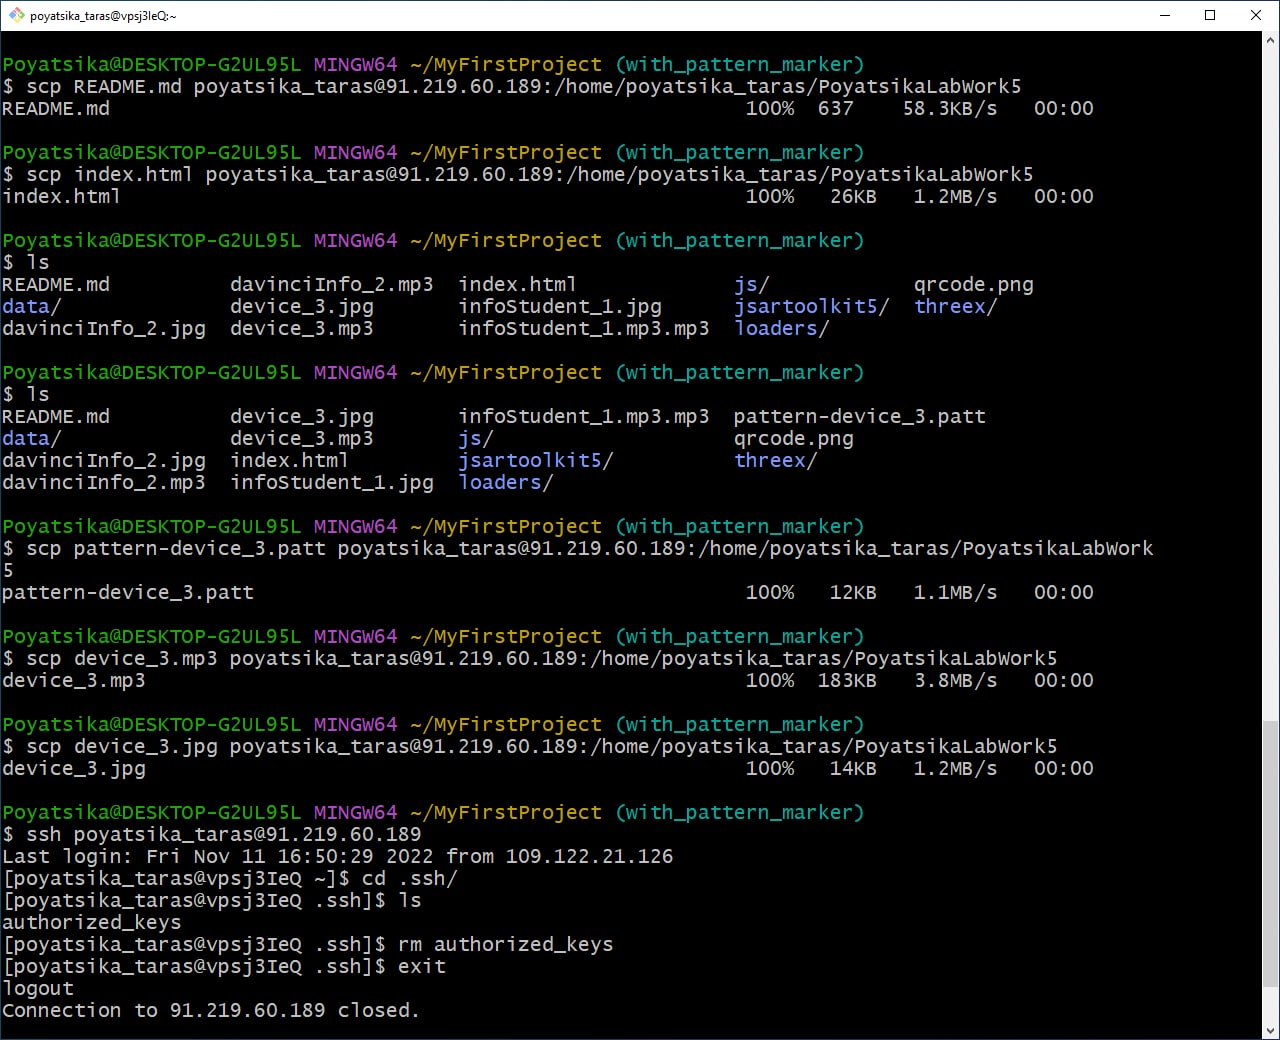 poyatsika_taras@vpsj3IeQ:~
Poyatsika@DESKTOP-G2UL95L MINGW64 ~/MyFirstProject (with_pattern_marker)
$ scp README.md poyatsika_taras@91.219.60.189:/home/poyatsika_taras/PoyatsikaLabWork5
README.md 100% 637 58.3KB/s 00:00
Poyatsika@DESKTOP-G2UL95L MINGW64 ~/MyFirstProject (with_pattern_marker)
$ scp index.html poyatsika_taras@91.219.60.189:/home/poyatsika_taras/PoyatsikaLabWork5
index.html 100% 26KB 1.2MB/s 00:00
Poyatsika@DESKTOP-G2UL95L MINGW64 ~/MyFirstProject (with_pattern_marker)
$ ls
README.md davinciInfo_2.mp3 index.html js/ qrcode.png
data/ device_3.jpg infoStudent_1.jpg jsartoolkit5/ threex/
davinciInfo_2.jpg device_3.mp3 infoStudent_1.mp3.mp3 loaders/
Poyatsika@DESKTOP-G2UL95L MINGW64 ~/MyFirstProject (with_pattern_marker)
$ ls
README.md device_3.jpg infoStudent_1.mp3.mp3 pattern-device_3.patt
data/ device_3.mp3 js/ qrcode.png
davinciInfo_2.jpg index.html jsartoolkit5/ threex/
davinciInfo_2.mp3 infoStudent_1.jpg loaders/
Poyatsika@DESKTOP-G2UL95L MINGW64 ~/MyFirstProject (with_pattern_marker)
$ scp pattern-device_3.patt poyatsika_taras@91.219.60.189:/home/poyatsika_taras/PoyatsikaLabWork
5
pattern-device_3.patt 100% 12KB 1.1MB/s 00:00
Poyatsika@DESKTOP-G2UL95L MINGW64 ~/MyFirstProject (with_pattern_marker)
$ scp device_3.mp3 poyatsika_taras@91.219.60.189:/home/poyatsika_taras/PoyatsikaLabWork5
device_3.mp3 100% 183KB 3.8MB/s 00:00
Poyatsika@DESKTOP-G2UL95L MINGW64 ~/MyFirstProject (with_pattern_marker)
$ scp device_3.jpg poyatsika_taras@91.219.60.189:/home/poyatsika_taras/PoyatsikaLabWork5
device_3.jpg 100% 14KB 1.2MB/s 00:00
Poyatsika@DESKTOP-G2UL95L MINGW64 ~/MyFirstProject (with_pattern_marker)
$ ssh poyatsika_taras@91.219.60.189
Last login: Fri Nov 11 16:50:29 2022 from 109.122.21.126
[poyatsika_taras@vpsj3IeQ ~]$ cd .ssh/
[poyatsika_taras@vpsj3IeQ .ssh]$ ls
authorized_keys
[poyatsika_taras@vpsj3IeQ .ssh]$ rm authorized_keys
[poyatsika_taras@vpsj3IeQ .ssh]$ exit
logout
Connection to 91.219.60.189 closed.